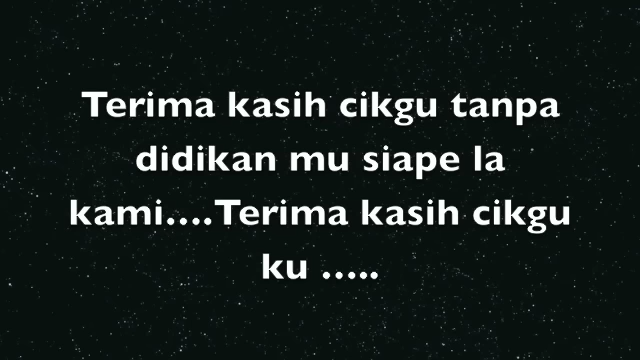 Terima kasih cikgu tanpa
didikan mu siape la
kami....Terima kasih cikgu
ku .....